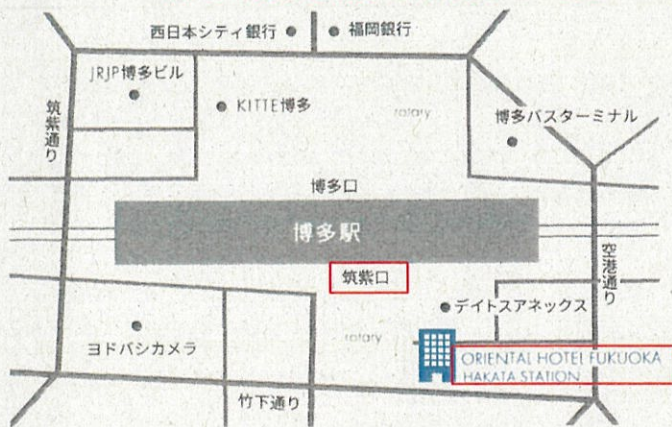 西日本シティ銀行
福岡銀行
JRJP博多ビル
KITTE博多
rotary
博多バスターミナル
筑紫通り
博多口
博多駅
筑紫口
空港通り
デイトスアネックス
ヨドバシカメラ
rotary
ORIENTAL HOTEL FUKUOKA
HAKATA STATION
竹下通り